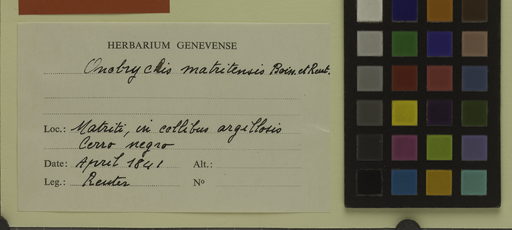 HERBARIUM GENEVENSE
Onobrychis matritensis Boiss. et Reut.
Loc.: Matriti, in collibus argillosis
Cerro negro
Date: April 1841 Alt.:
Leg.: Reuter No